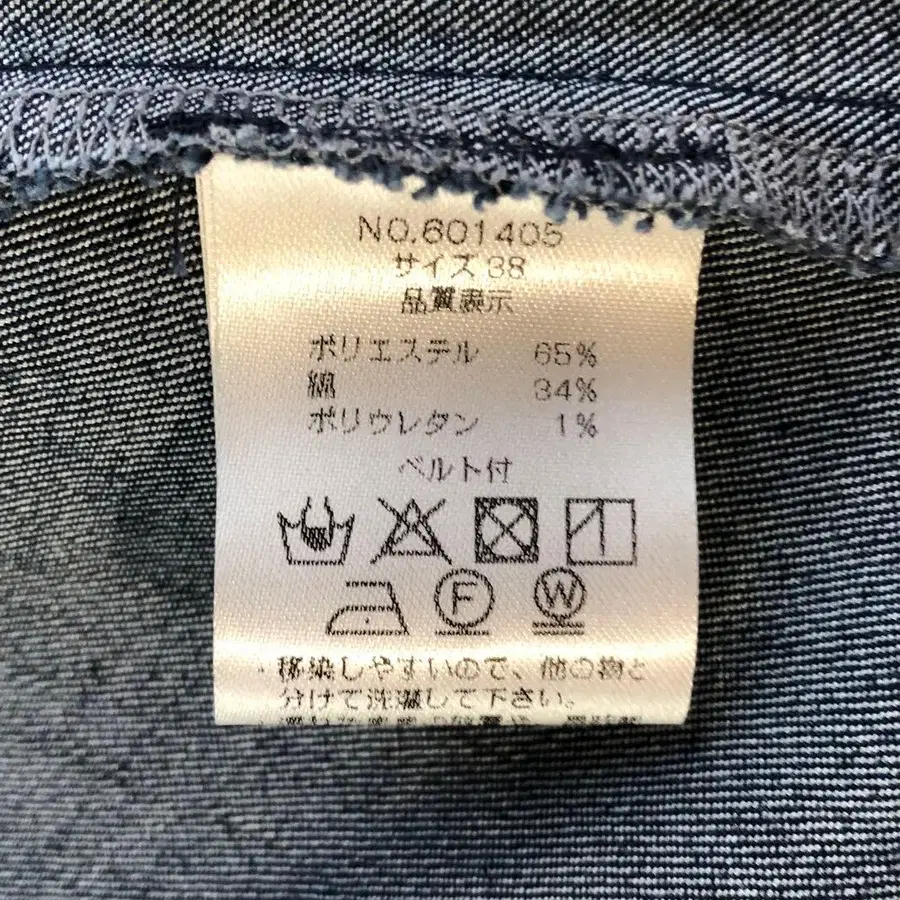 NO.601405
サイズ 38
品質表示
ポリエステル 65%
綿 34%
ポリウレタン 1%
ベルト付
F W
・移染しやすいので、他の物と
分けて洗濯して下さい。